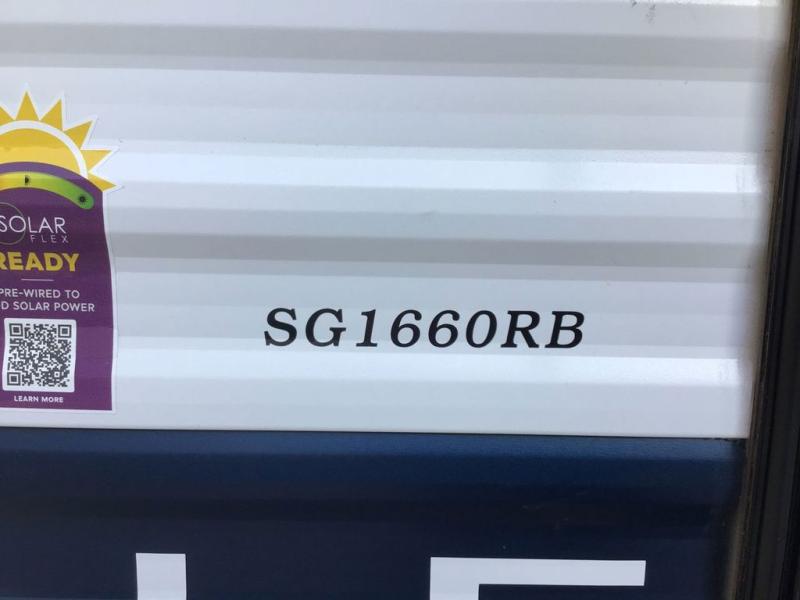 SOLAR
FLEX
READY
PRE-WIRED TO
D SOLAR POWER
LEARN MORE
SG1660RB